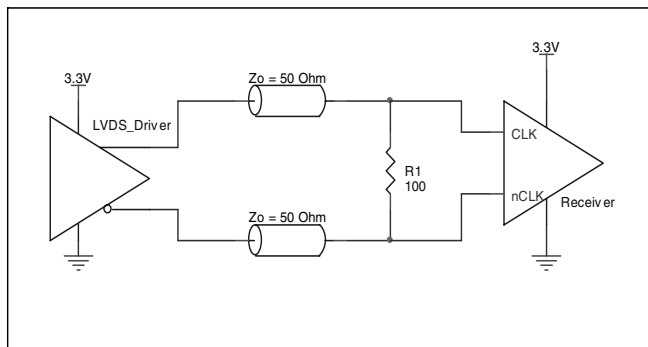 3.3V
LVDS_Driver
Zo = 50 Ohm
Zo = 50 Ohm
R1
100
3.3V
CLK
nCLK
Receiver